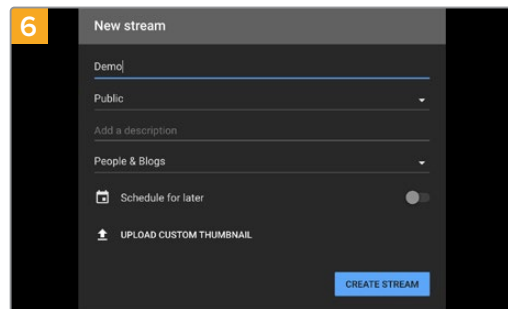 6
New stream
Demo
Public
Add a description
People & Blogs
Schedule for later
UPLOAD CUSTOM THUMBNAIL
CREATE STREAM